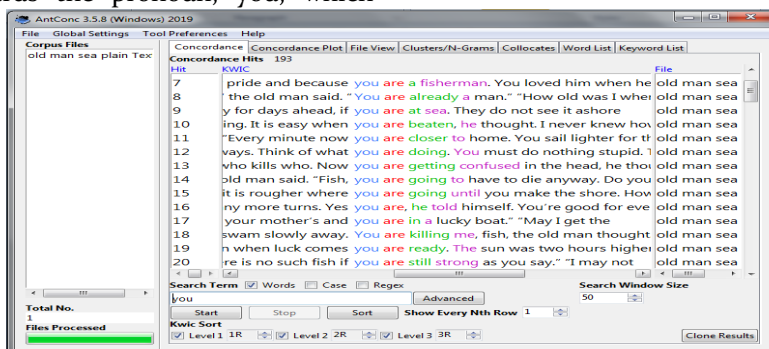 AntConc 3.5.8 (Windows) 2019
File Global Settings Tool Preferences Help
Corpus Files
old man sea plain Tex
Concordance Concordance Plot File View Clusters/N-Grams Collocates Word List Keyword List
Concordance Hits 193
Hit KWIC File
7 pride and because you are a fisherman. You loved him when he old man sea
8 the old man said. “You are already a man.” “How old was I when old man sea
9 y for days ahead, if you are at sea. They do not see it ashore old man sea
10 ing. It is easy when you are beaten, he thought. I never knew how old man sea
11 “Every minute now you are closer to home. You sail lighter for th old man sea
12 ways. Think of what you are doing. You must do nothing stupid. old man sea
13 who kills who. Now you are getting confused in the head, he tho old man sea
14 old man said. “Fish, you are going to have to die anyway. Do you old man sea
15 it is rougher where you are going until you make the shore. How old man sea
16 ny more turns. Yes you are, he told himself. You're good for eve old man sea
17 your mother's and you are in a lucky boat.” “May I get the old man sea
18 swam slowly away. You are killing me, fish, the old man thought old man sea
19 n when luck comes you are ready. The sun was two hours higher old man sea
20 re is no such fish if you are still strong as you say.” “I may not old man sea
Search Term Words Case Regex Search Window Size
you Advanced 50
Total No.
1
Files Processed
Start Stop Sort Show Every Nth Row 1
Kwic Sort
Level 1 1R Level 2 2R Level 3 3R Clone Results